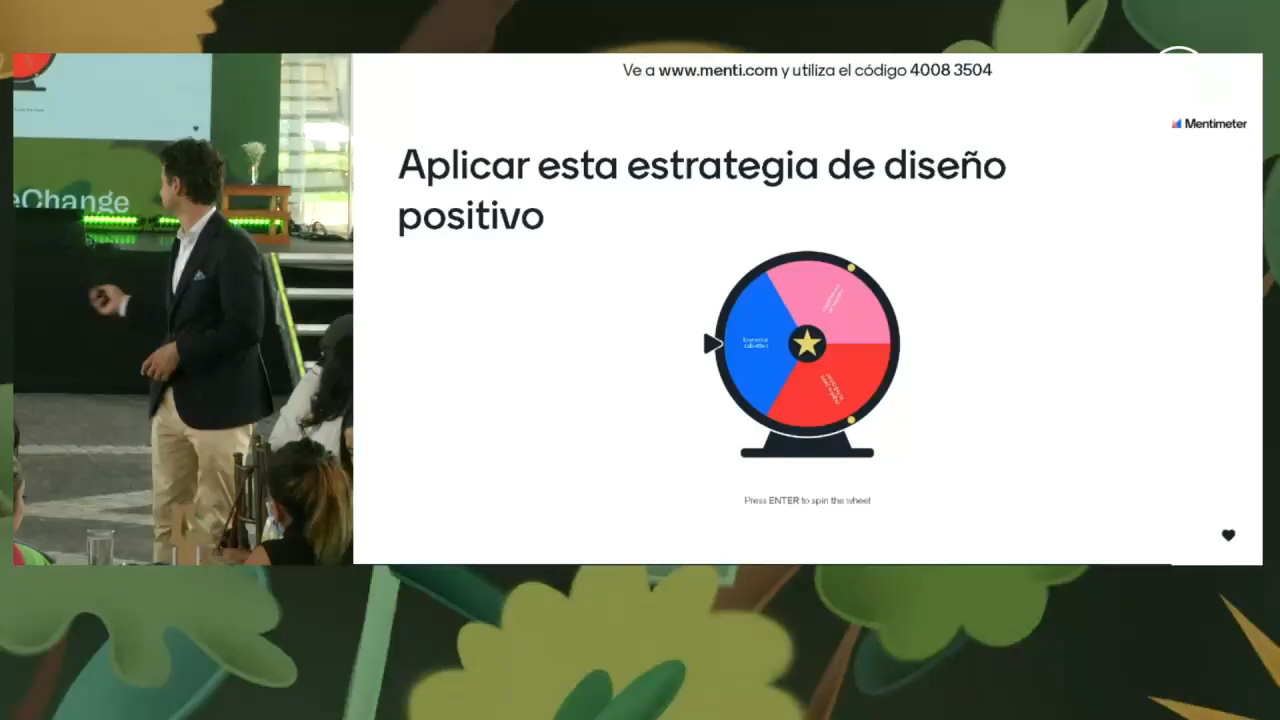 Ve a www.menti.com y utiliza el código 4008 3504
Mentimeter
Aplicar esta estrategia de diseño
positivo
eChange
Press ENTER to spin the wheel